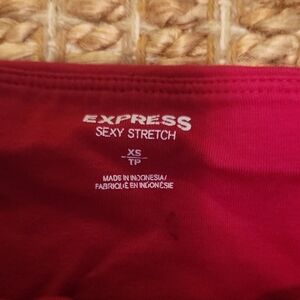 EXPRESS
SEXY STRETCH
XS
TP
MADE IN INDONESIA/
FABRIQUÉ EN INDONÉSIE